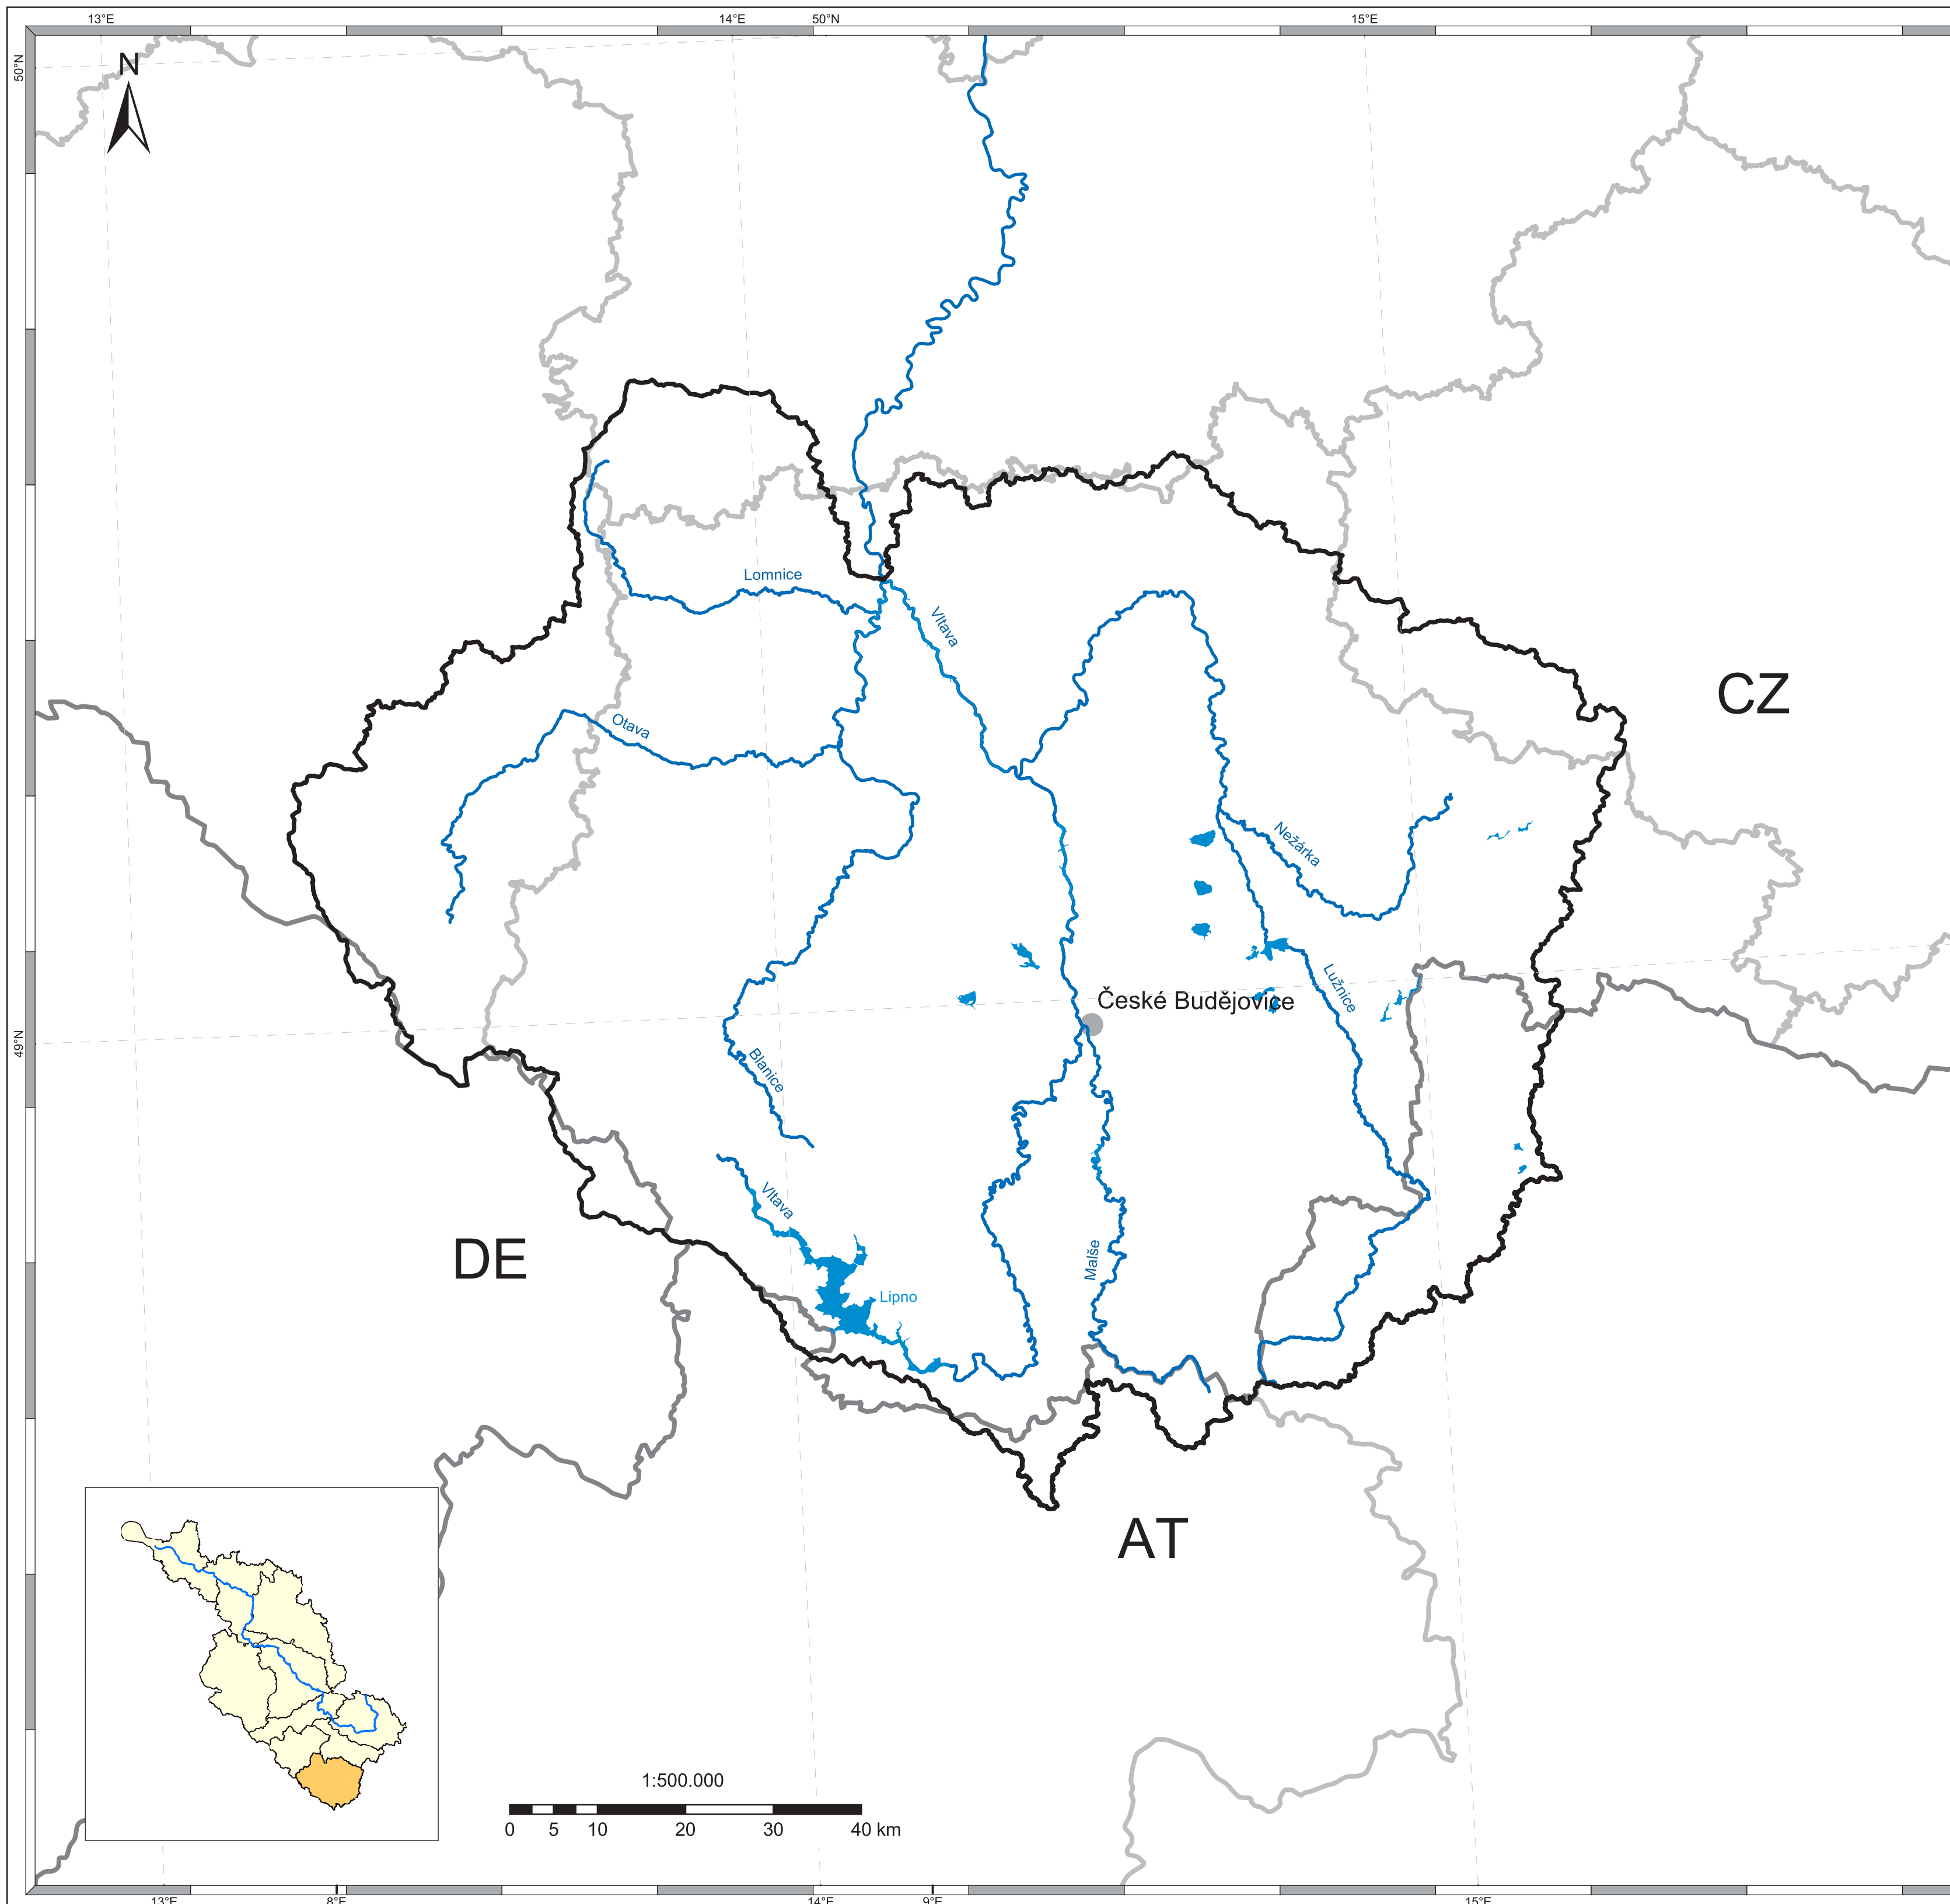 13°E
14°E
50°N
15°E
50°N
N
Lomnice
Vltava
CZ
Otava
Nežárka
Lužnice
České Budějovice
49°N
Blanice
Vltava
DE
Malše
Lipno
AT
1:500.000
0 5 10 20 30 40 km
13°E
8°E
14°E
9°E
15°E